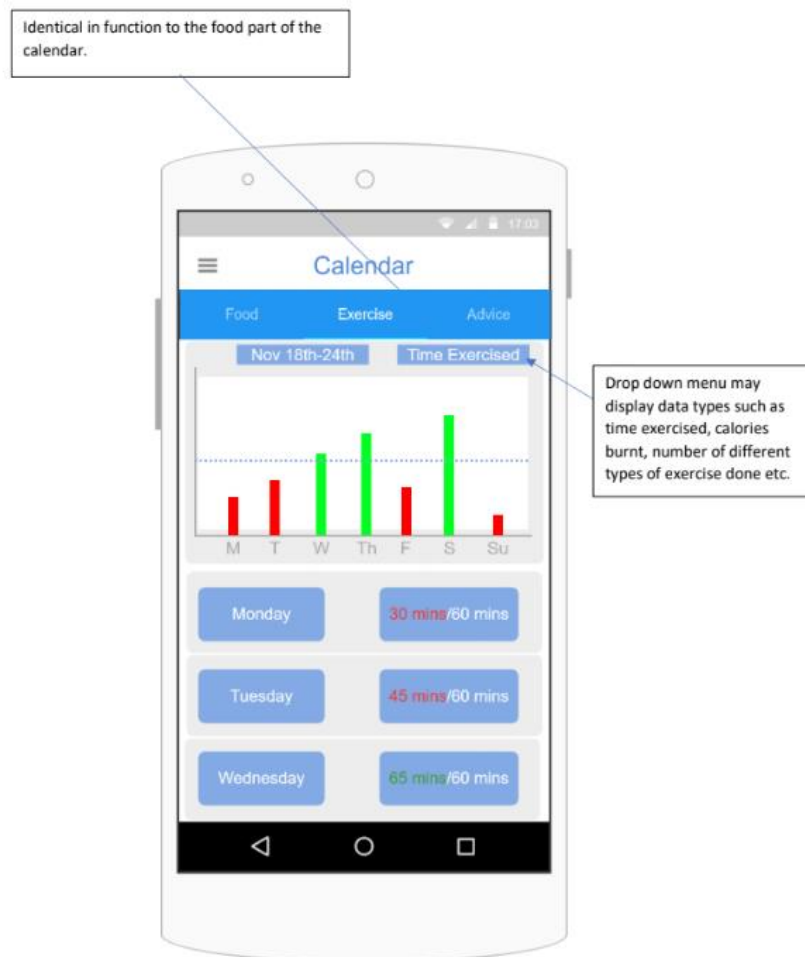 Identical in function to the food part of the
calendar.
17:03
Calendar
Food Exercise Advice
Nov 18th-24th Time Exercised
Drop down menu may
display data types such as
time exercised, calories
burnt, number of different
types of exercise done etc.
M T W Th F S Su
Monday 30 mins/60 mins
Tuesday 45 mins/60 mins
Wednesday 65 mins/60 mins